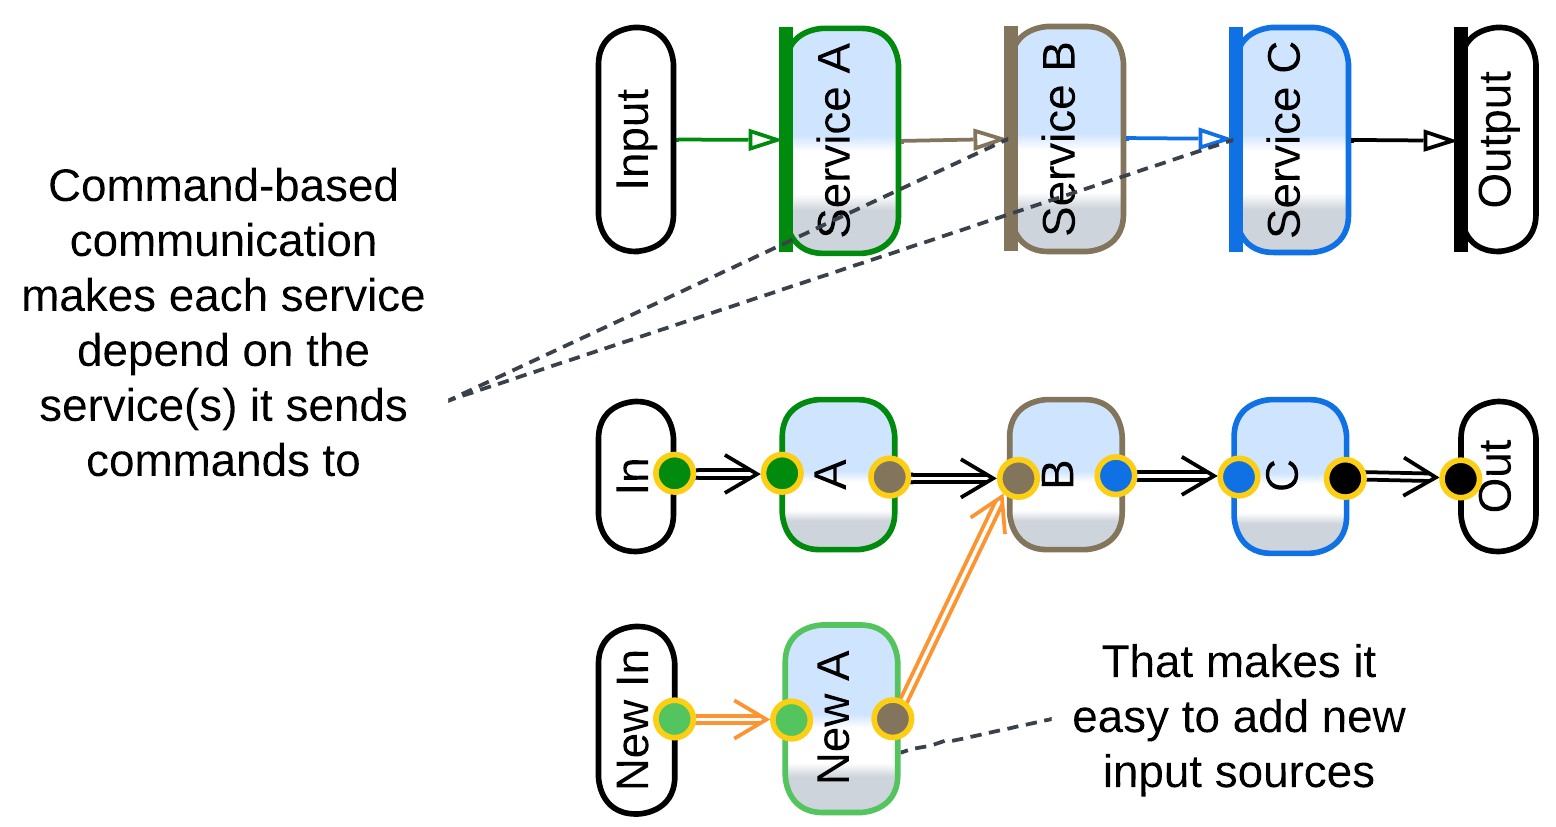 Input
Service A
Service B
Service C
Output
Command-based
communication
makes each service
depend on the
service(s) it sends
commands to
In
A
B
C
Out
New In
New A
That makes it
easy to add new
input sources